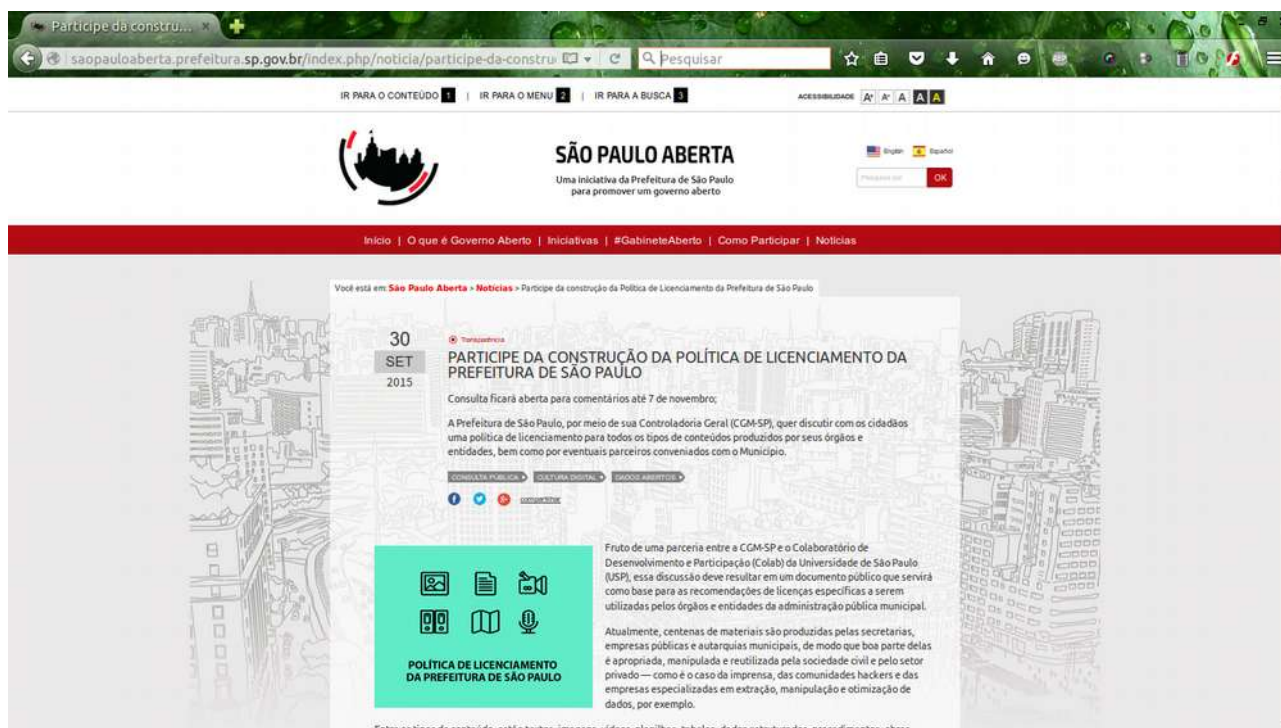 Participe da constru...
saopauloaberta.prefeitura.sp.gov.br/index.php/noticia/participe-da-constru
Pesquisar
IR PARA O CONTEÚDO 1 | IR PARA O MENU 2 | IR PARA A BUSCA 3
ACESSIBILIDADE A+ A- A A A
SÃO PAULO ABERTA
Uma iniciativa da Prefeitura de São Paulo
para promover um governo aberto
English Español
OK
Início | O que é Governo Aberto | Iniciativas | #GabineteAberto | Como Participar | Notícias
Você está em: São Paulo Aberta > Notícias > Participe da construção da Política de Licenciamento da Prefeitura de São Paulo
30
SET
2015
Transparência
PARTICIPE DA CONSTRUÇÃO DA POLÍTICA DE LICENCIAMENTO DA
PREFEITURA DE SÃO PAULO
Consulta ficará aberta para comentários até 7 de novembro;
A Prefeitura de São Paulo, por meio de sua Controladoria Geral (CGM-SP), quer discutir com os cidadãos
uma política de licenciamento para todos os tipos de conteúdos produzidos por seus órgãos e
entidades, bem como por eventuais parceiros conveniados com o Município.
CONSULTA PÚBLICA CULTURA DIGITAL DADOS ABERTOS
compartilhar
POLÍTICA DE LICENCIAMENTO
DA PREFEITURA DE SÃO PAULO
Fruto de uma parceria entre a CGM-SP e o Colaboratório de
Desenvolvimento e Participação (Colab) da Universidade de São Paulo
(USP), essa discussão deve resultar em um documento público que servirá
como base para as recomendações de licenças específicas a serem
utilizadas pelos órgãos e entidades da administração pública municipal.
Atualmente, centenas de materiais são produzidas pelas secretarias,
empresas públicas e autarquias municipais, de modo que boa parte delas
é apropriada, manipulada e reutilizada pela sociedade civil e pelo setor
privado — como é o caso da imprensa, das comunidades hackers e das
empresas especializadas em extração, manipulação e otimização de
dados, por exemplo.